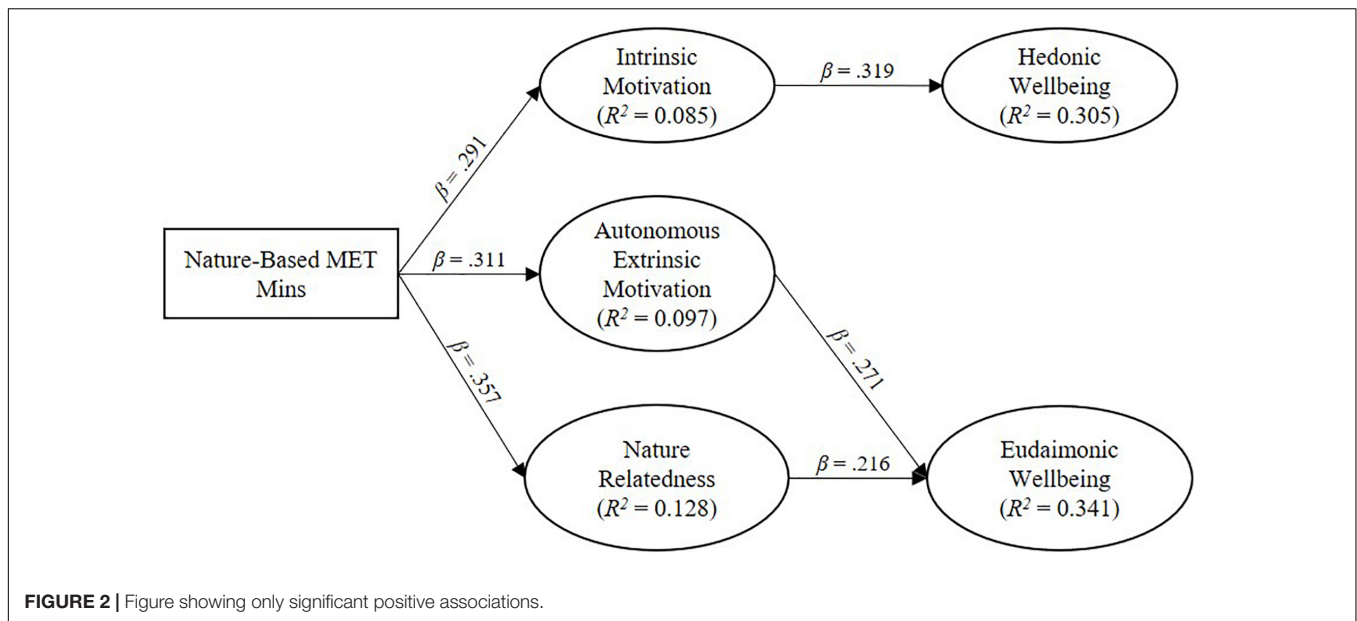 Nature-Based MET
Mins
β = .291
β = .311
β = .357
Intrinsic
Motivation
(R² = 0.085)
Autonomous
Extrinsic
Motivation
(R² = 0.097)
Nature
Relatedness
(R² = 0.128)
β = .319
β = .271
β = .216
Hedonic
Wellbeing
(R² = 0.305)
Eudaimonic
Wellbeing
(R² = 0.341)
FIGURE 2 | Figure showing only significant positive associations.